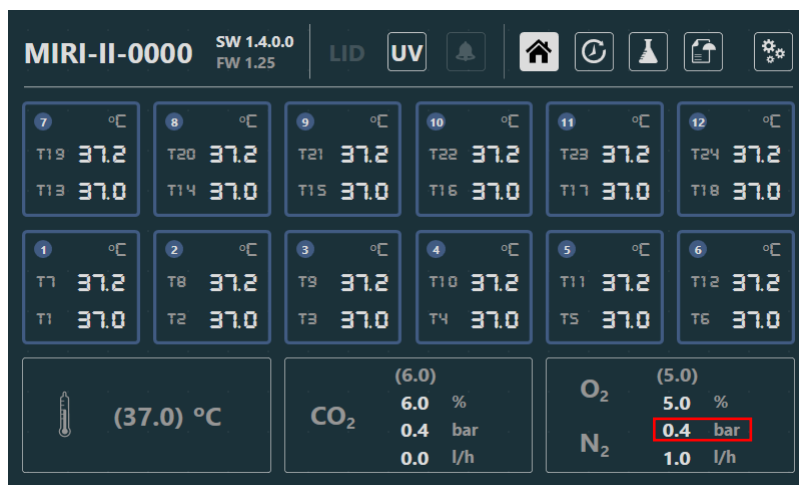 MIRI-II-0000 SW 1.4.0.0 LID UV
FW 1.25
7 °C 8 °C 9 °C 10 °C 11 °C 12 °C
T19 37.2 T20 37.2 T21 37.2 T22 37.2 T23 37.2 T24 37.2
T13 37.0 T14 37.0 T15 37.0 T16 37.0 T17 37.0 T18 37.0
1 °C 2 °C 3 °C 4 °C 5 °C 6 °C
T7 37.2 T8 37.2 T9 37.2 T10 37.2 T11 37.2 T12 37.2
T1 37.0 T2 37.0 T3 37.0 T4 37.0 T5 37.0 T6 37.0
(37.0) °C
CO₂
(6.0)
6.0 %
0.4 bar
0.0 l/h
O₂
N₂
(5.0)
5.0 %
0.4 bar
1.0 l/h